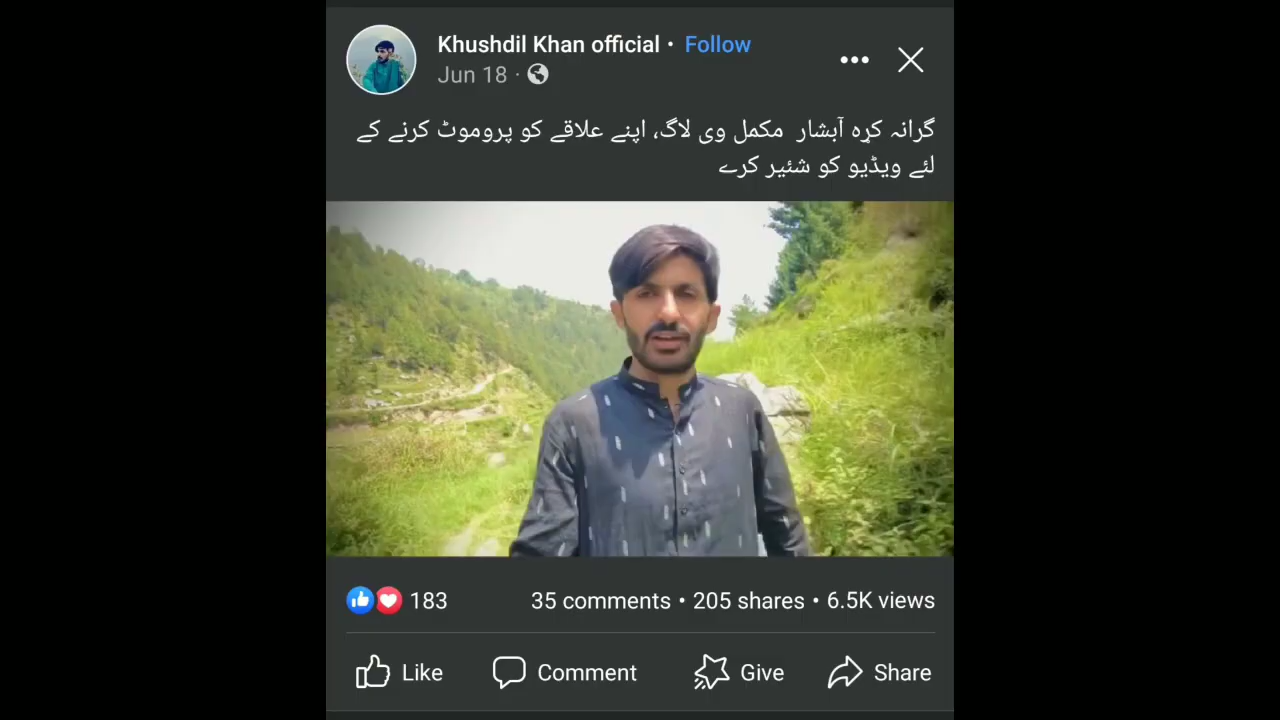 Khushdil Khan official • Follow
Jun 18 ·
گرانہ کړہ آبشار مکمل وی لاگ، اپنے علاقے کو پروموٹ کرنے کے
لئے ویڈیو کو شئیر کرے
183 35 comments • 205 shares • 6.5K views
Like Comment Give Share